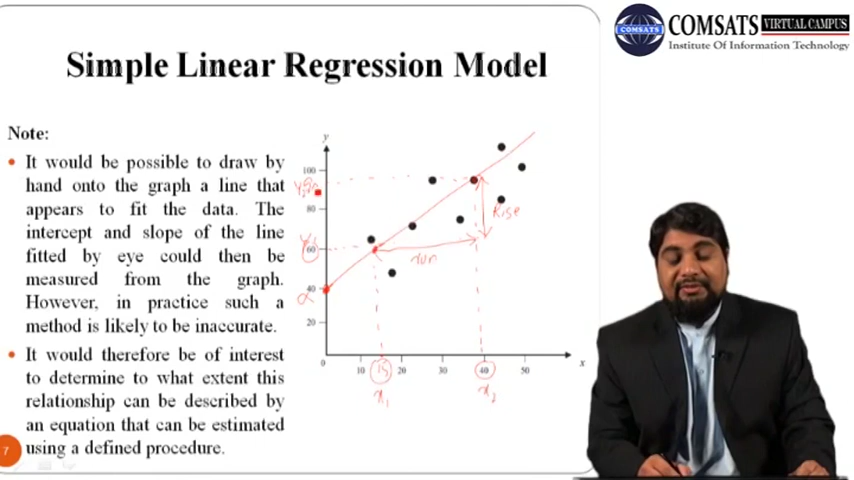 COMSATS VIRTUAL CAMPUS
COMSATS
Institute Of Information Technology
Simple Linear Regression Model
Note:
• It would be possible to draw by
hand onto the graph a line that
appears to fit the data. The
intercept and slope of the line
fitted by eye could then be
measured from the graph.
However, in practice such a
method is likely to be inaccurate.
• It would therefore be of interest
to determine to what extent this
relationship can be described by
an equation that can be estimated
using a defined procedure.
7
y
100
80
60
40
20
0 10 15 20 30 40 50
x
α
Rise
run
x₁
x₂